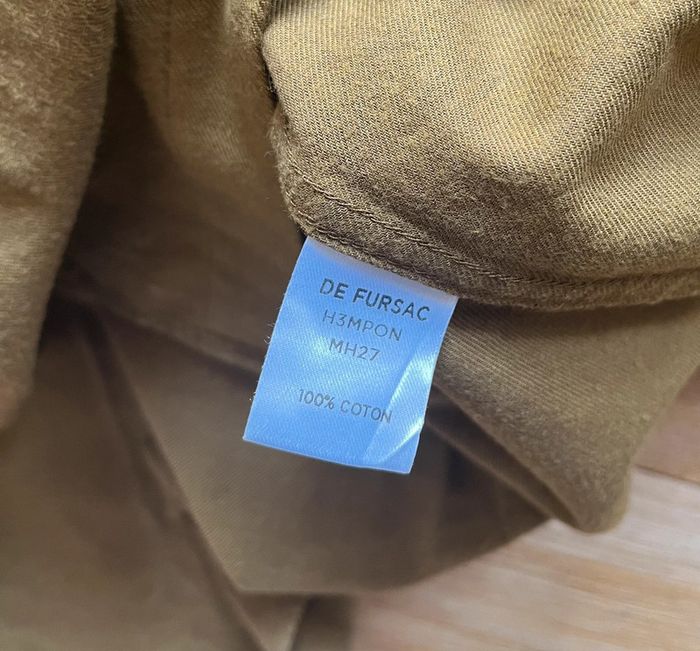 DE FURSAC
H3MPON
MH27
100% COTON